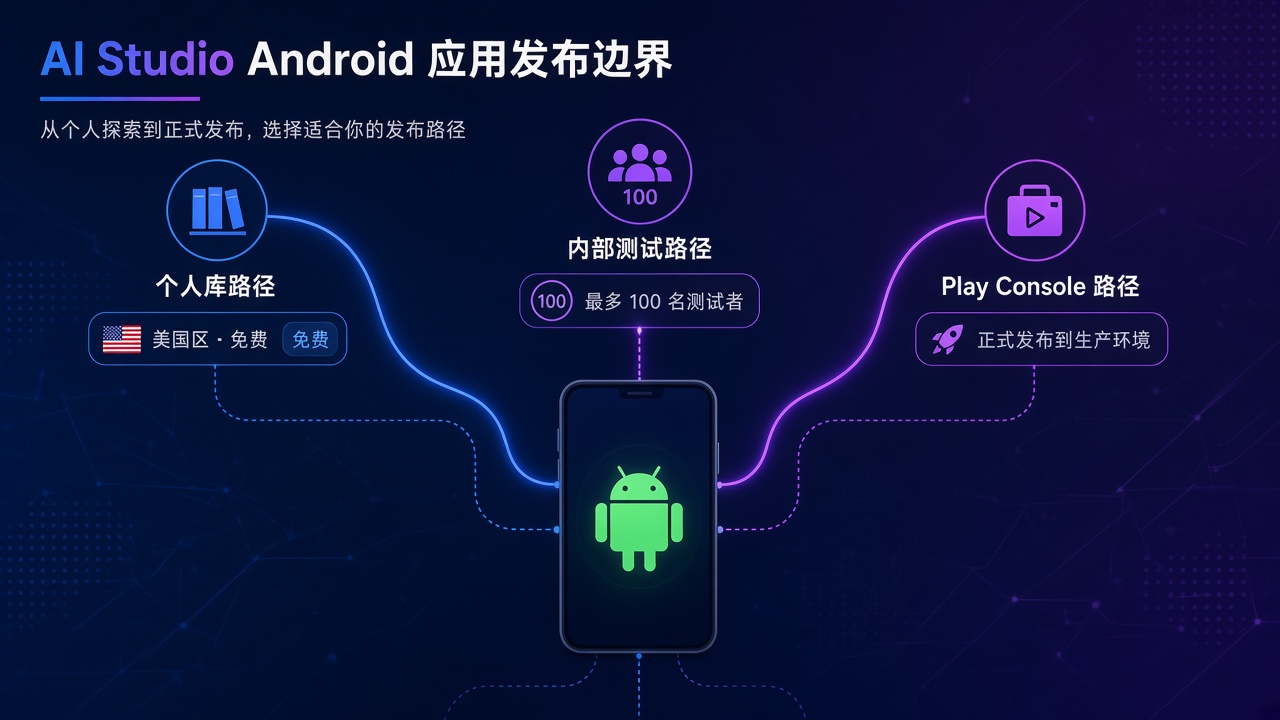 AI Studio Android 应用发布边界
从个人探索到正式发布，选择适合你的发布路径
100
个人库路径
美国区・免费 免费
内部测试路径
100 最多 100 名测试者
Play Console 路径
正式发布到生产环境